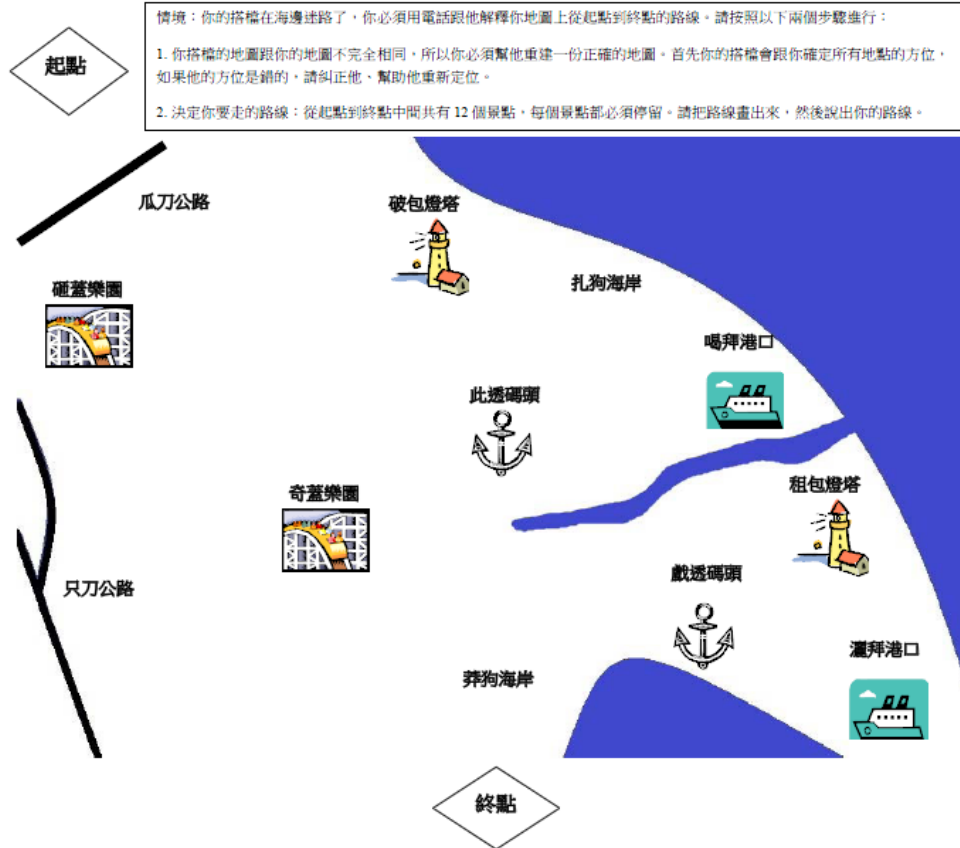 起點
情境：你的搭檔在海邊迷路了，你必須用電話跟他解釋你地圖上從起點到終點的路線。請按照以下兩個步驟進行：
1. 你搭檔的地圖跟你的地圖不完全相同，所以你必須幫他重建一份正確的地圖。首先你的搭檔會跟你確定所有地點的方位，
如果他的方位是錯的，請糾正他、幫助他重新定位。
2. 決定你要走的路線：從起點到終點中間共有 12 個景點，每個景點都必須停留。請把路線畫出來，然後說出你的路線。
瓜刀公路
破包燈塔
扎狗海岸
砸蓋樂園
喝拜港口
此透碼頭
奇蓋樂園
租包燈塔
只刀公路
戲透碼頭
莽狗海岸
灑拜港口
終點